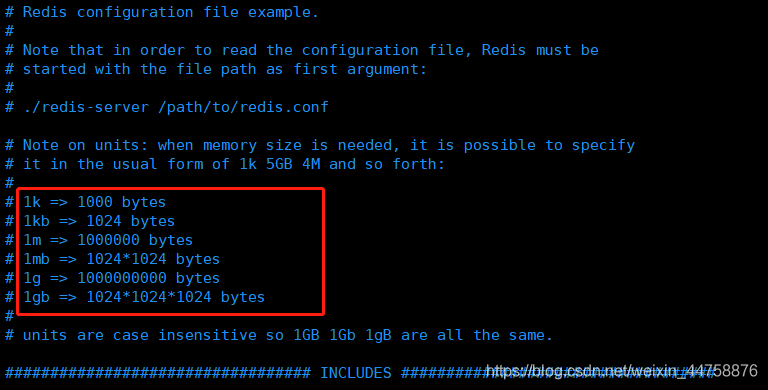 # Redis configuration file example.
#
# Note that in order to read the configuration file, Redis must be
# started with the file path as first argument:
#
# ./redis-server /path/to/redis.conf
# Note on units: when memory size is needed, it is possible to specify
# it in the usual form of 1k 5GB 4M and so forth:
#
# 1k => 1000 bytes
# 1kb => 1024 bytes
# 1m => 1000000 bytes
# 1mb => 1024*1024 bytes
# 1g => 1000000000 bytes
# 1gb => 1024*1024*1024 bytes
#
# units are case insensitive so 1GB 1Gb 1gB are all the same.
################################## INCLUDES ###################################
https://blog.csdn.net/weixin_44758876